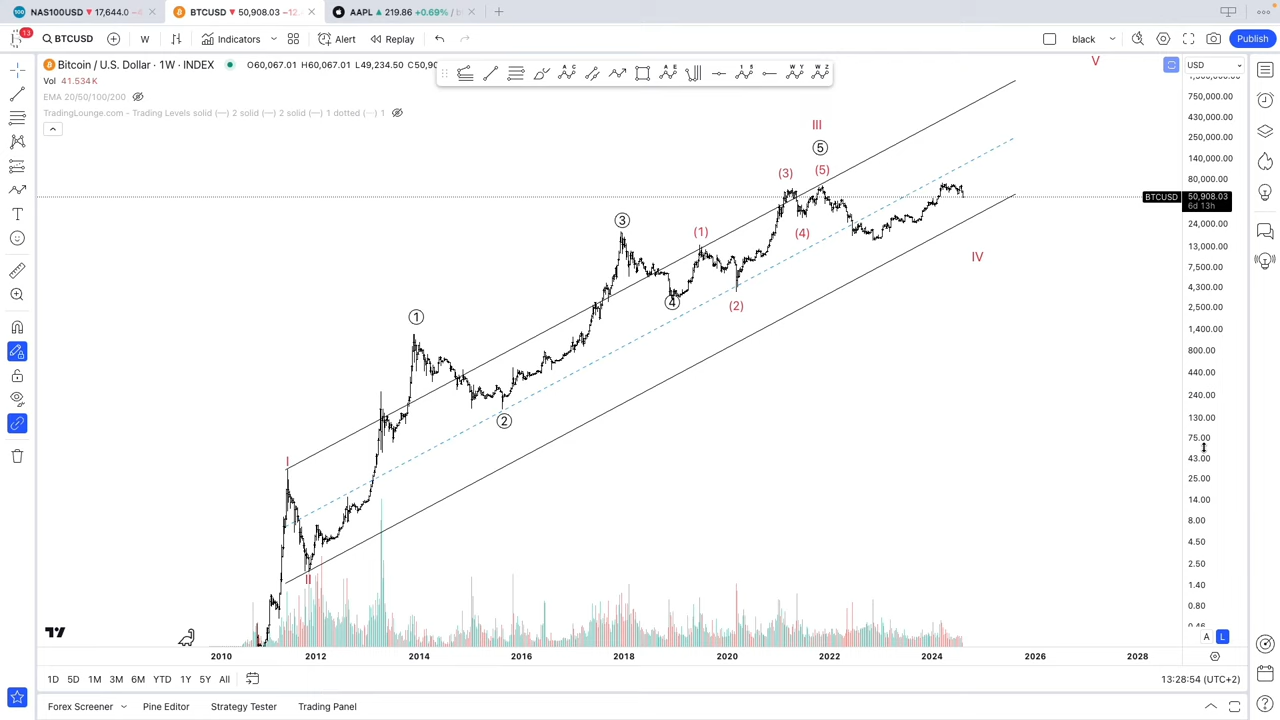 NAS100USD ▼ 17,644.0
BTCUSD ▼ 50,908.03 −12.
AAPL ▲ 219.86 +0.69%
13
BTCUSD
W
Indicators
Alert
Replay
black
Publish
Bitcoin / U.S. Dollar · 1W · INDEX
O60,067.01 H60,067.01 L49,234.50 C50,90
USD
Vol 41.534K
EMA 20/50/100/200
TradingLounge.com - Trading Levels solid (—) 2 solid (—) 2 solid (—) 1 dotted (···) 1
V
750,000.00
430,000.00
250,000.00
140,000.00
80,000.00
BTCUSD
50,908.03
6d 13h
24,000.00
13,000.00
7,500.00
4,300.00
2,500.00
1,400.00
800.00
440.00
240.00
130.00
75.00
43.00
25.00
14.00
8.00
4.50
2.50
1.40
0.80
III
5
(3)
(5)
3
(1)
(4)
IV
4
(2)
1
2
I
II
A
L
2010
2012
2014
2016
2018
2020
2022
2024
2026
2028
1D
5D
1M
3M
6M
YTD
1Y
5Y
All
13:28:54 (UTC+2)
Forex Screener
Pine Editor
Strategy Tester
Trading Panel